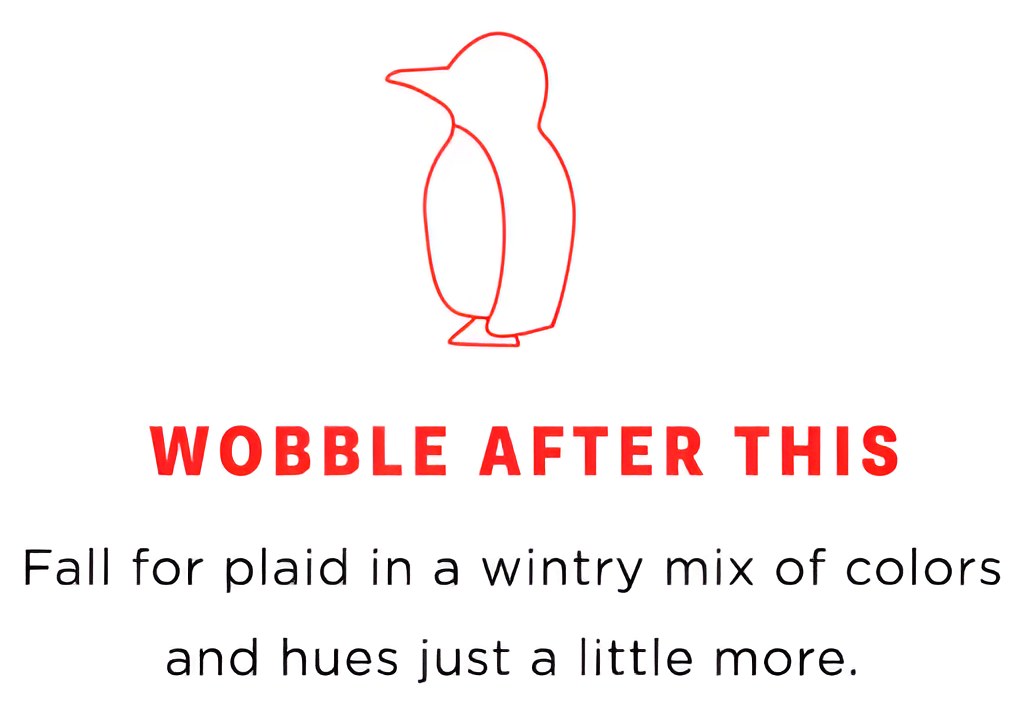 WOBBLE AFTER THIS
Fall for plaid in a wintry mix of colors
and hues just a little more.